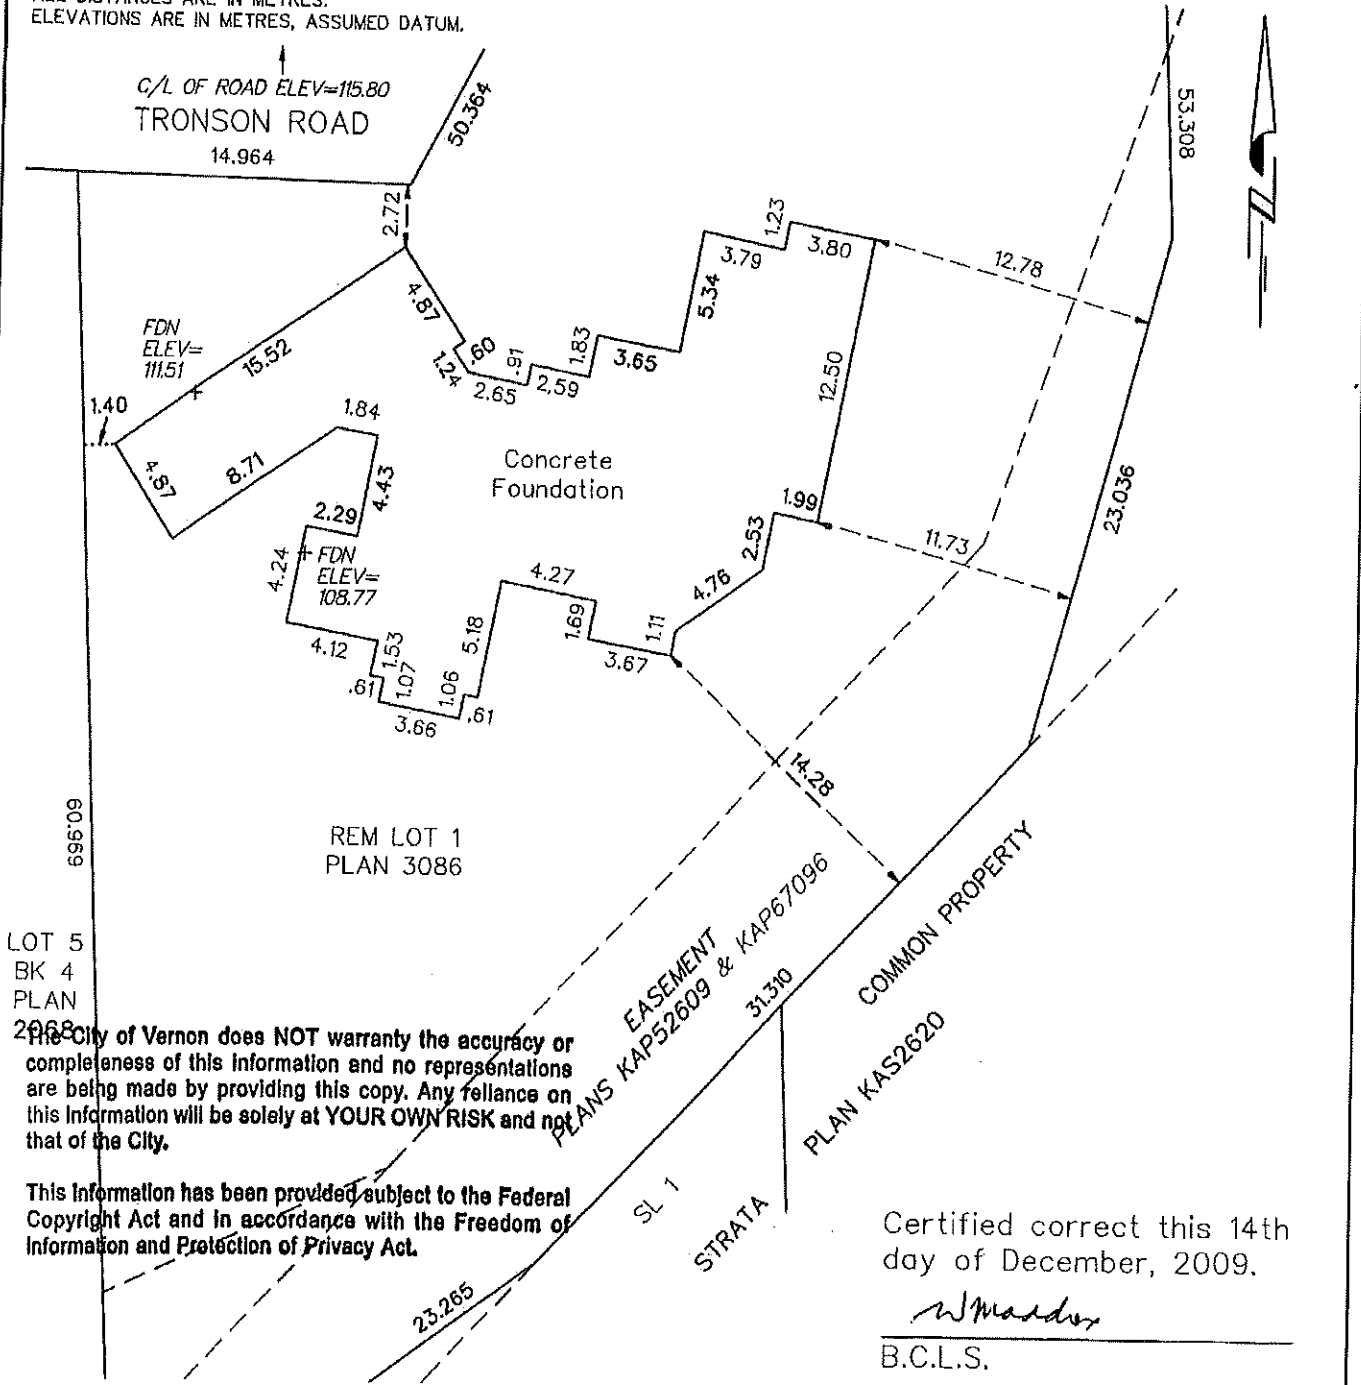 ALL DISTANCES ARE IN METRES.
ELEVATIONS ARE IN METRES, ASSUMED DATUM.
C/L OF ROAD ELEV=115.80
TRONSON ROAD
14.964
50.364
53.308
2.72
1.23
3.79
3.80
12.78
5.34
4.87
FDN
ELEV=
111.51
15.52
.60
1.24
.91
1.83
3.65
2.65
2.59
12.50
1.40
1.84
4.87
8.71
4.43
Concrete
Foundation
23.036
1.99
2.29
2.53
11.73
4.24
FDN
ELEV=
108.77
4.27
4.76
1.69
1.11
5.18
4.12
1.53
3.67
.61
1.07
1.06
.61
3.66
14.28
60.999
REM LOT 1
PLAN 3086
LOT 5
BK 4
PLAN
2068
EASEMENT
PLANS KAP52609 & KAP67096
31.310
COMMON PROPERTY
PLAN KAS2620
SL 1
STRATA
23.265
The City of Vernon does NOT warranty the accuracy or
completeness of this information and no representations
are being made by providing this copy. Any reliance on
this information will be solely at YOUR OWN RISK and not
that of the City.
This information has been provided subject to the Federal
Copyright Act and in accordance with the Freedom of
Information and Protection of Privacy Act.
Certified correct this 14th
day of December, 2009.
W Maddox
B.C.L.S.